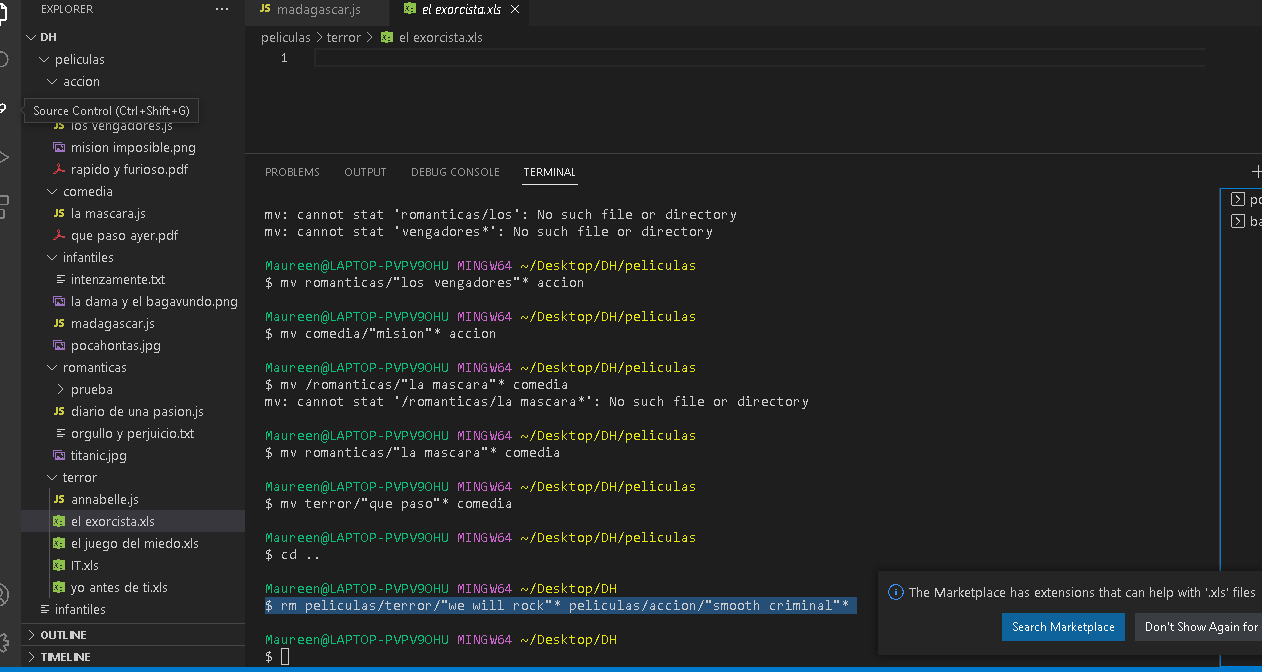 EXPLORER
DH
peliculas
accion
Source Control (Ctrl+Shift+G)
los vengadores.js
mision imposible.png
rapido y furioso.pdf
comedia
JS la mascara.js
que paso ayer.pdf
infantiles
intenzamente.txt
la dama y el bagavundo.png
JS madagascar.js
pocahontas.jpg
romanticas
prueba
JS diario de una pasion.js
orgullo y perjuicio.txt
titanic.jpg
terror
JS annabelle.js
el exorcista.xls
el juego del miedo.xls
IT.xls
yo antes de ti.xls
infantiles
OUTLINE
TIMELINE
JS madagascar.js
el exorcista.xls
peliculas > terror > el exorcista.xls
1
PROBLEMS OUTPUT DEBUG CONSOLE TERMINAL
mv: cannot stat 'romanticas/los': No such file or directory
mv: cannot stat 'vengadores*': No such file or directory
Maureen@LAPTOP-PVPV9OHU MINGW64 ~/Desktop/DH/peliculas
$ mv romanticas/"los vengadores"* accion
Maureen@LAPTOP-PVPV9OHU MINGW64 ~/Desktop/DH/peliculas
$ mv comedia/"mision"* accion
Maureen@LAPTOP-PVPV9OHU MINGW64 ~/Desktop/DH/peliculas
$ mv /romanticas/"la mascara"* comedia
mv: cannot stat '/romanticas/la mascara*': No such file or directory
Maureen@LAPTOP-PVPV9OHU MINGW64 ~/Desktop/DH/peliculas
$ mv romanticas/"la mascara"* comedia
Maureen@LAPTOP-PVPV9OHU MINGW64 ~/Desktop/DH/peliculas
$ mv terror/"que paso"* comedia
Maureen@LAPTOP-PVPV9OHU MINGW64 ~/Desktop/DH/peliculas
$ cd ..
Maureen@LAPTOP-PVPV9OHU MINGW64 ~/Desktop/DH
$ rm peliculas/terror/"we will rock"* peliculas/accion/"smooth criminal"*
Maureen@LAPTOP-PVPV9OHU MINGW64 ~/Desktop/DH
$
The Marketplace has extensions that can help with '.xls' files
Search Marketplace
Don't Show Again for